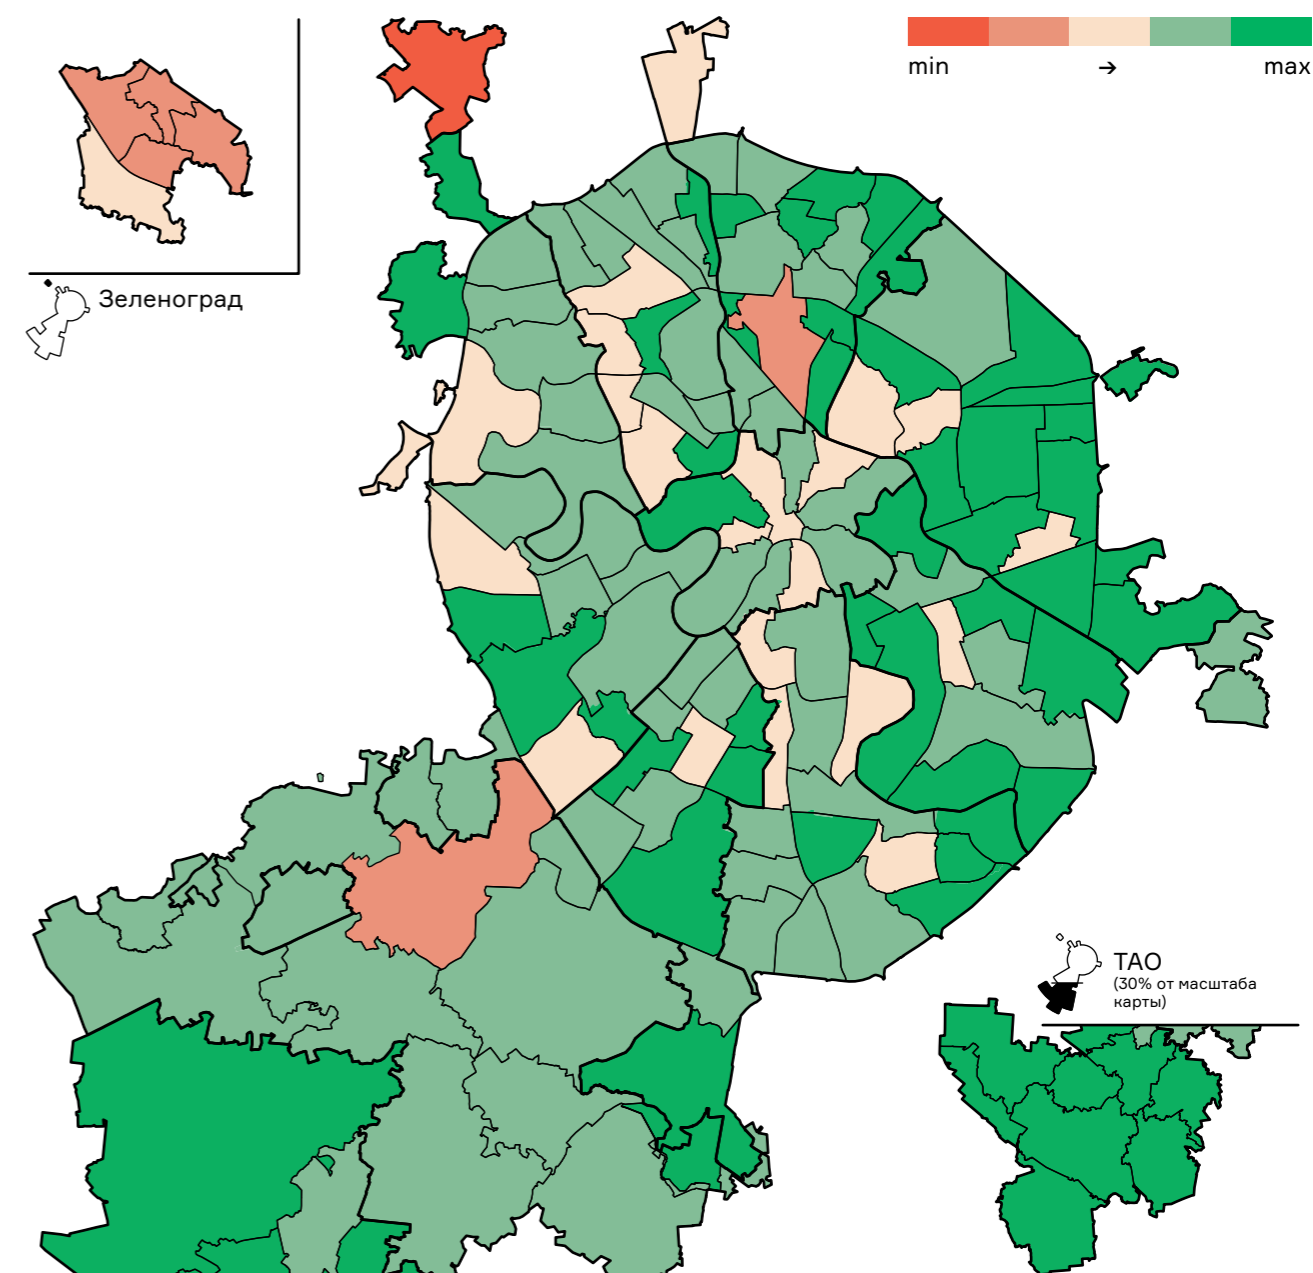 min → max
Зеленоград
ТАО
(30% от масштаба
карты)